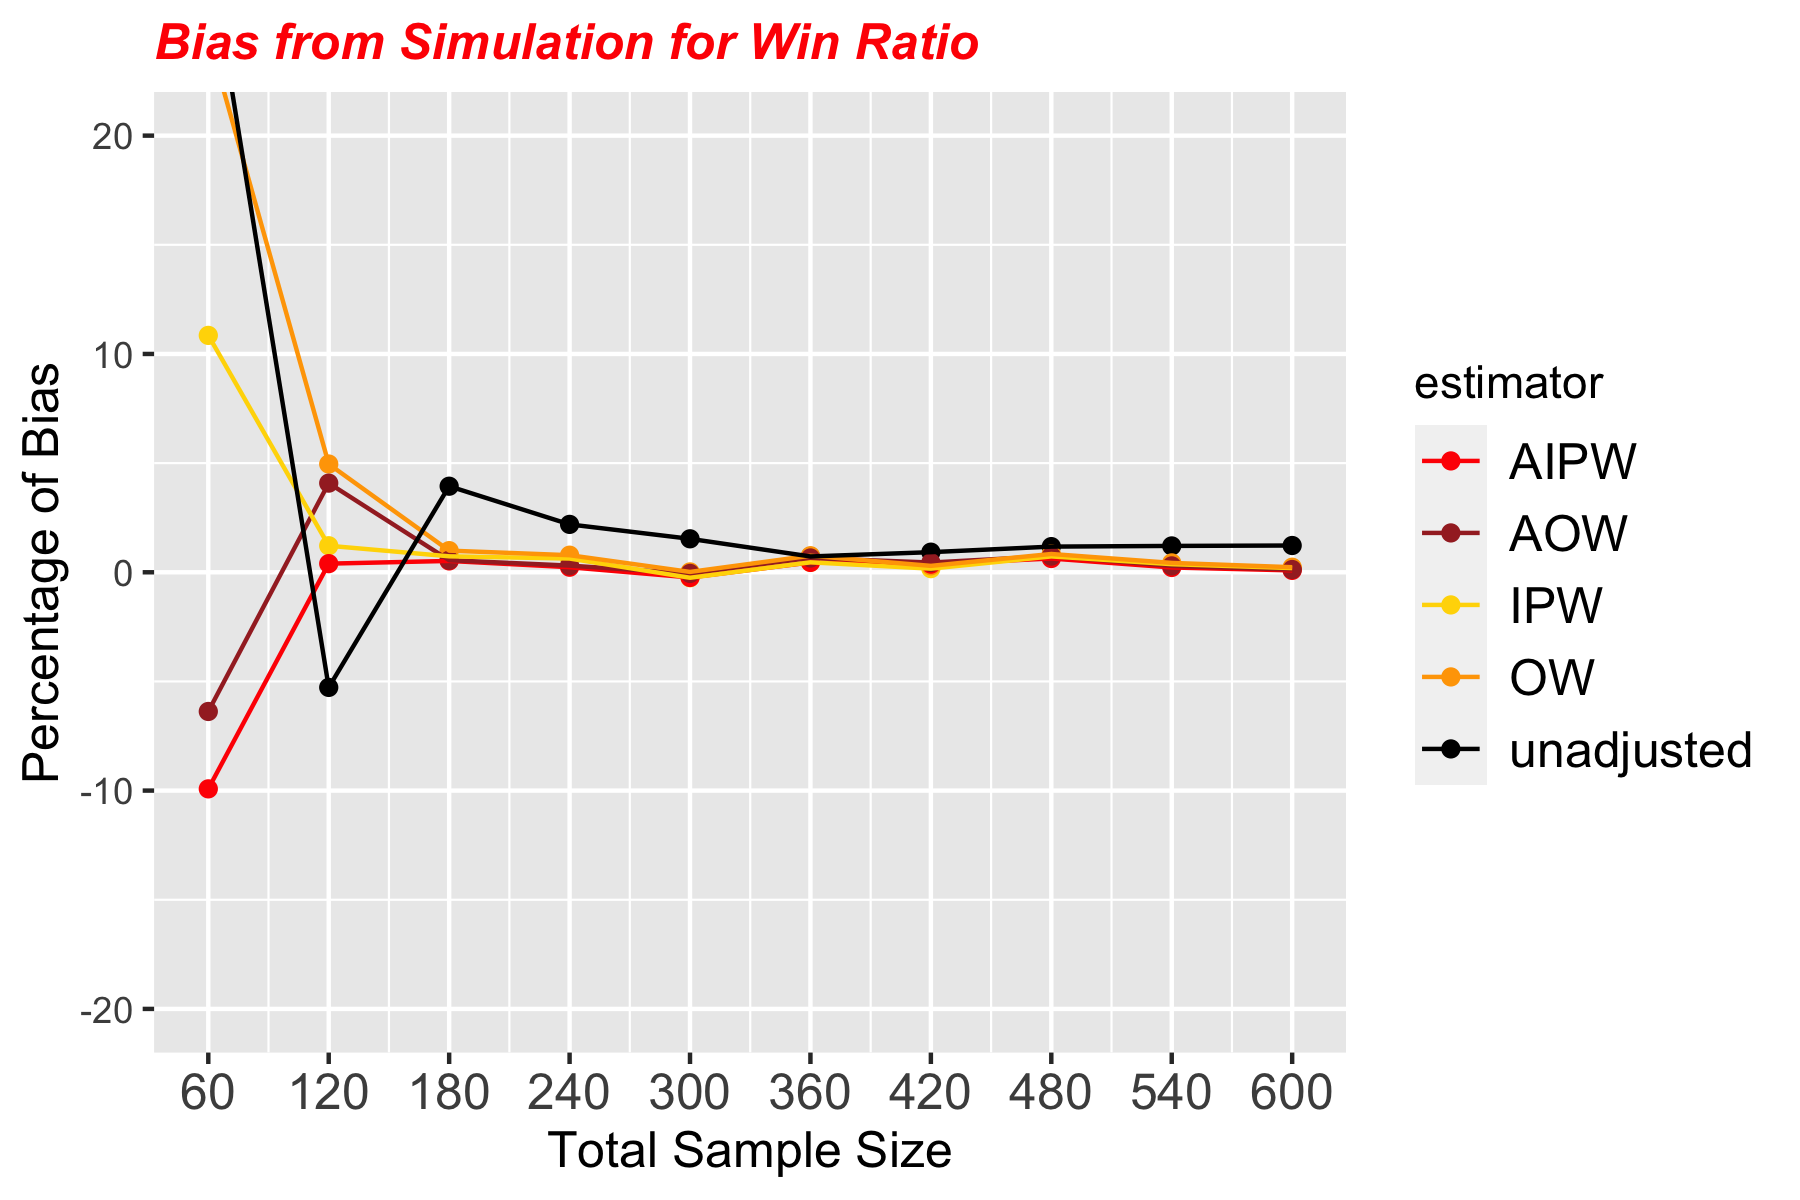 Bias from Simulation for Win Ratio
Percentage of Bias
20
10
0
-10
-20
60 120 180 240 300 360 420 480 540 600
Total Sample Size
estimator
AIPW
AOW
IPW
OW
unadjusted